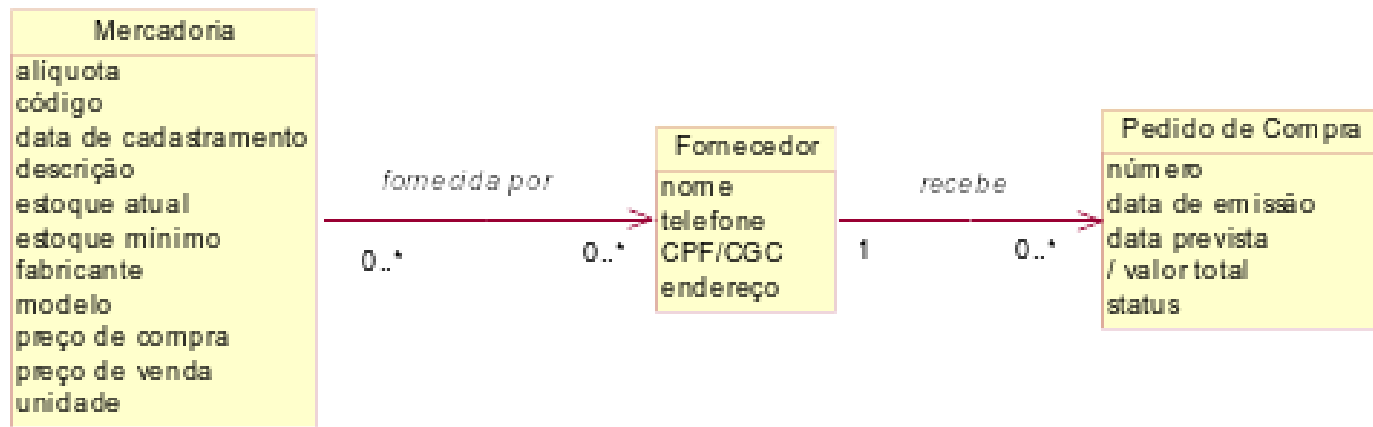 Mercadoria
alíquota
código
data de cadastramento
descrição
estoque atual
estoque mínimo
fabricante
modelo
preço de compra
preço de venda
unidade
fornecida por
0..*
0..*
Fornecedor
nome
telefone
CPF/CGC
endereço
recebe
1
0..*
Pedido de Compra
número
data de emissão
data prevista
/ valor total
status